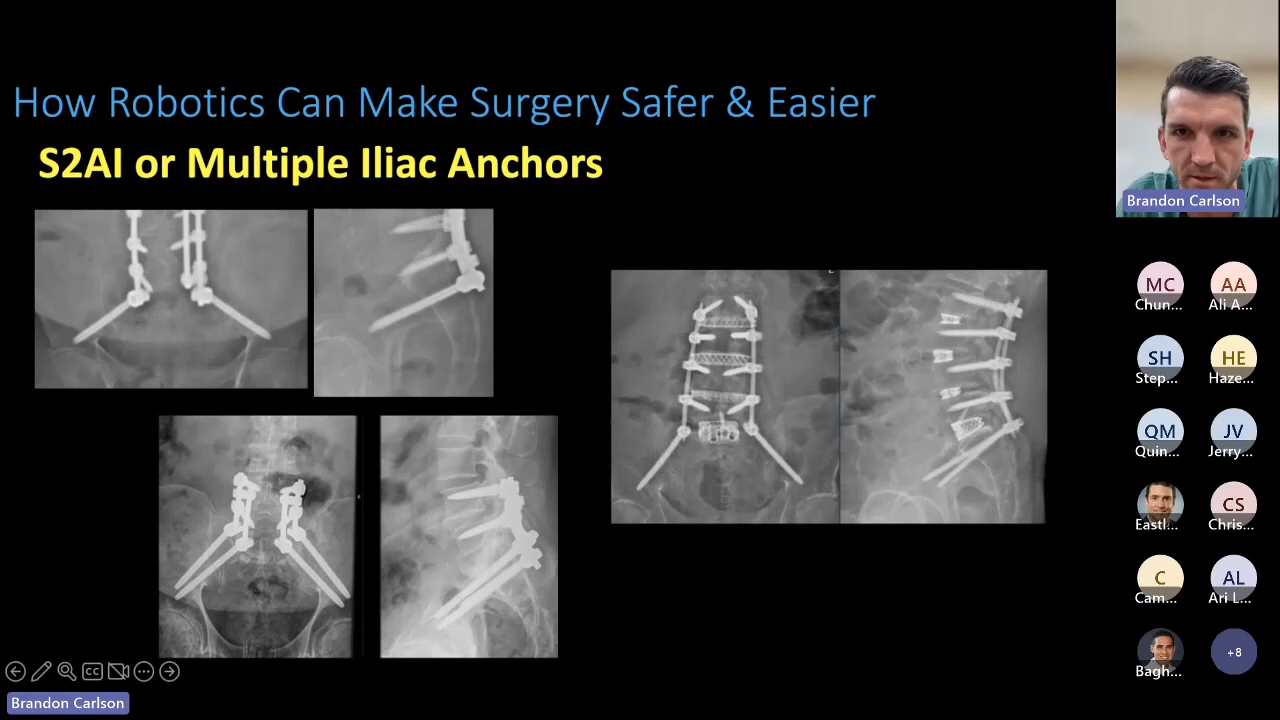 How Robotics Can Make Surgery Safer & Easier
S2AI or Multiple Iliac Anchors
L
Brandon Carlson
MC
AA
Chun...
Ali A...
SH
HE
Step...
Haze...
QM
JV
Quin...
Jerry...
CS
Eastl...
Chris...
C
AL
Cam...
Ari L...
+8
Bagh...
CC
Brandon Carlson